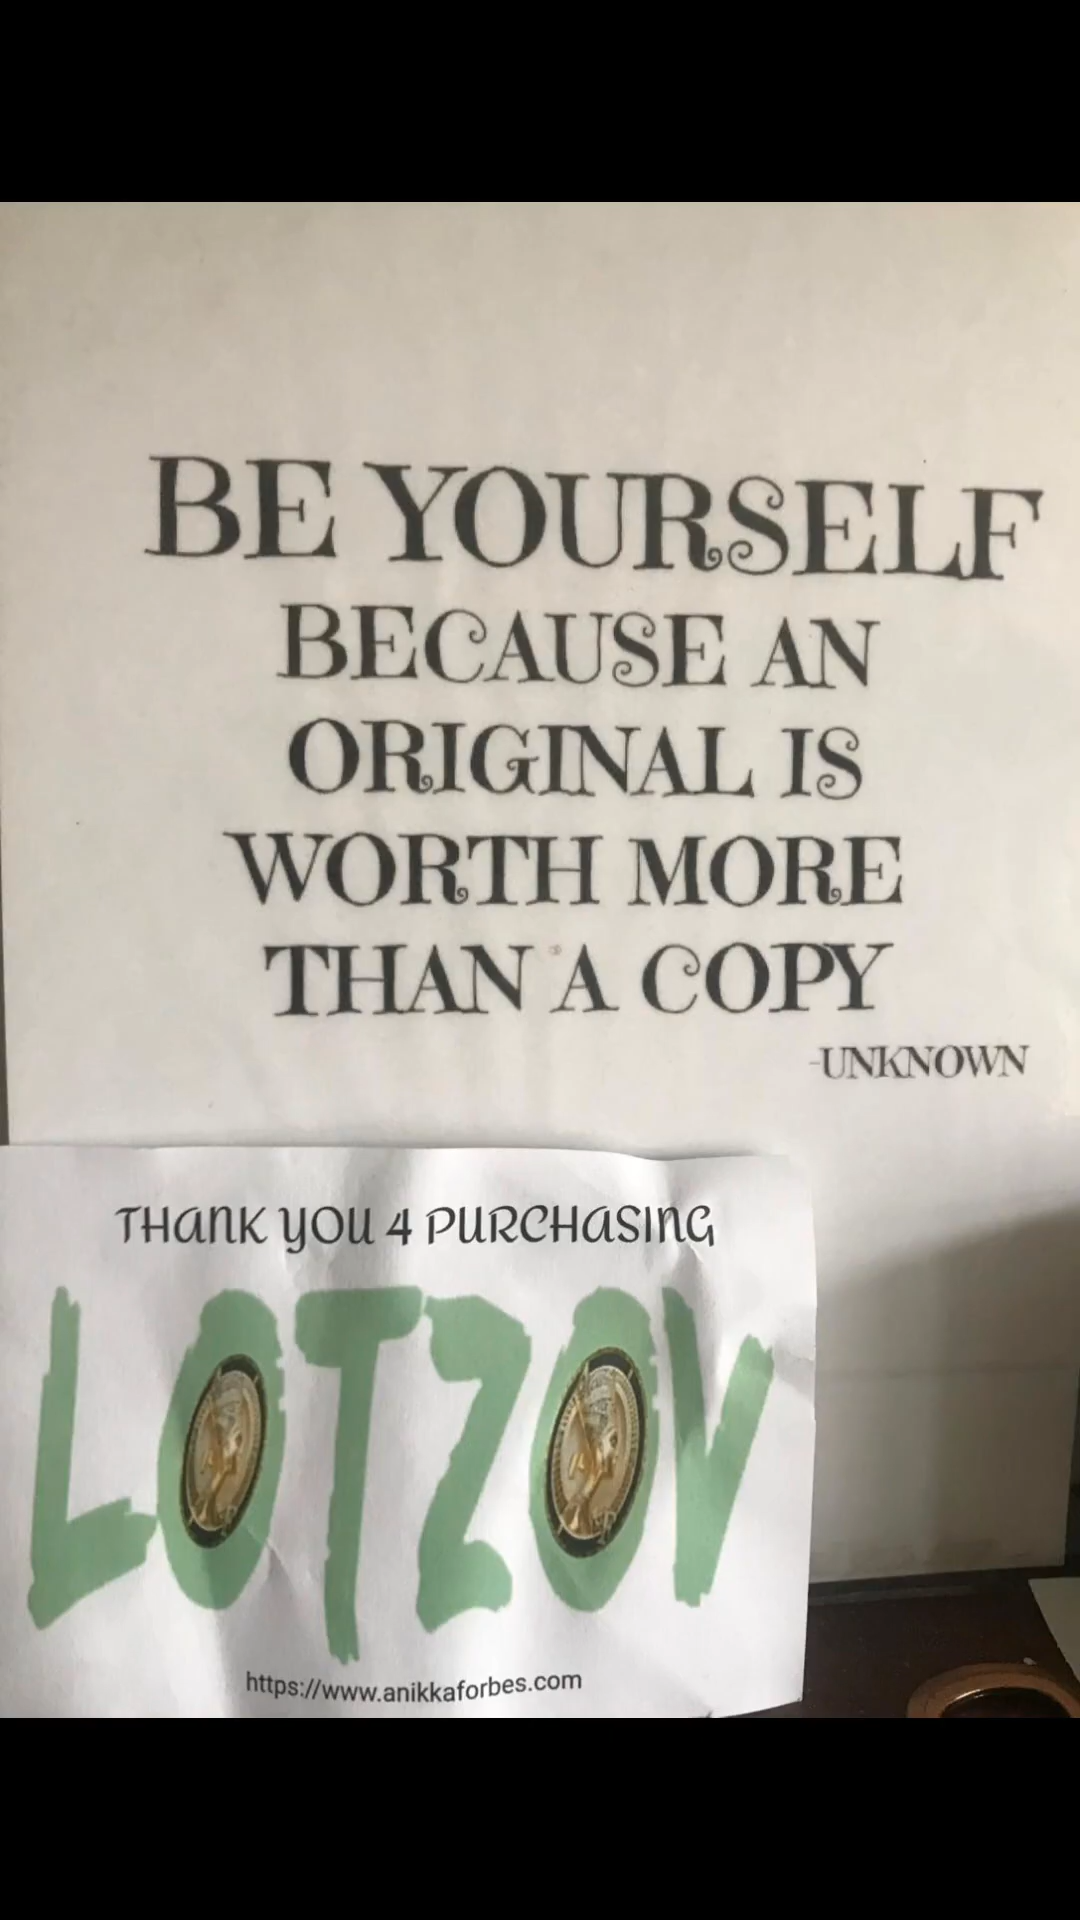 BE YOURSELF
BECAUSE AN
ORIGINAL IS
WORTH MORE
THAN A COPY
-UNKNOWN
THANK YOU 4 PURCHASING
LOTZOV
https://www.anikkaforbes.com